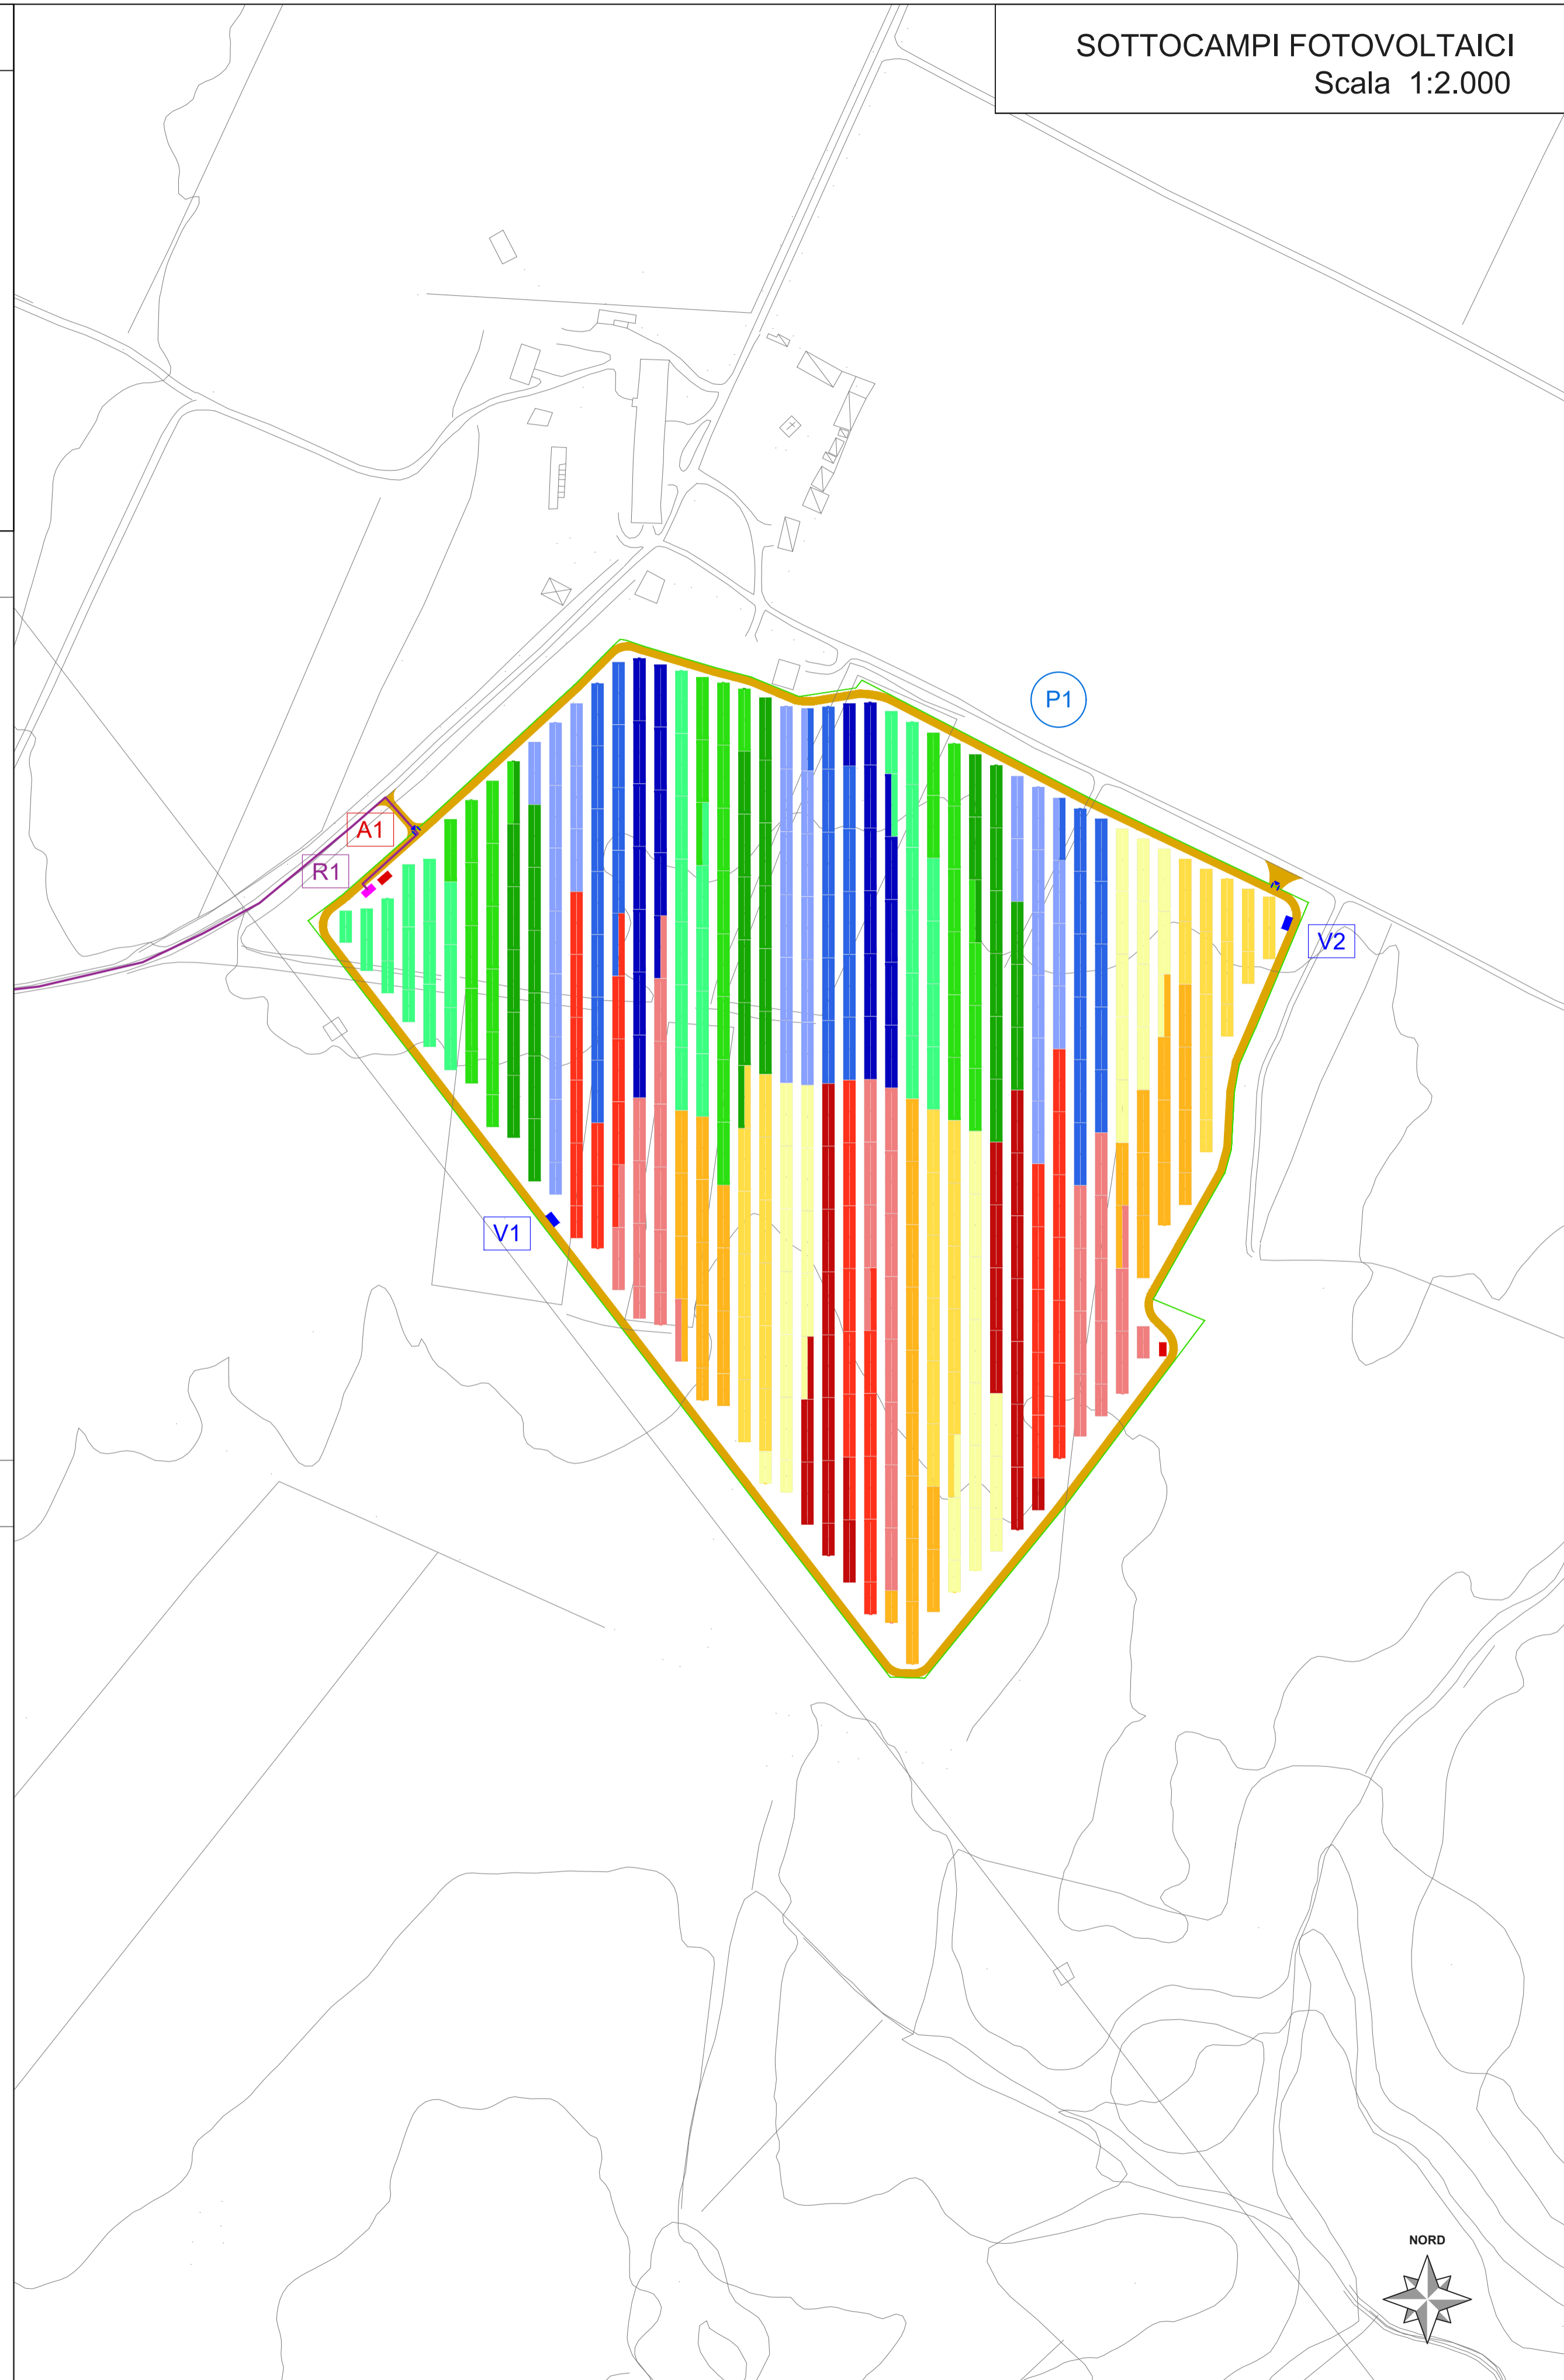 SOTTOCAMPI FOTOVOLTAICI
Scala 1:2.000
P1
A1
R1
V2
V1
NORD